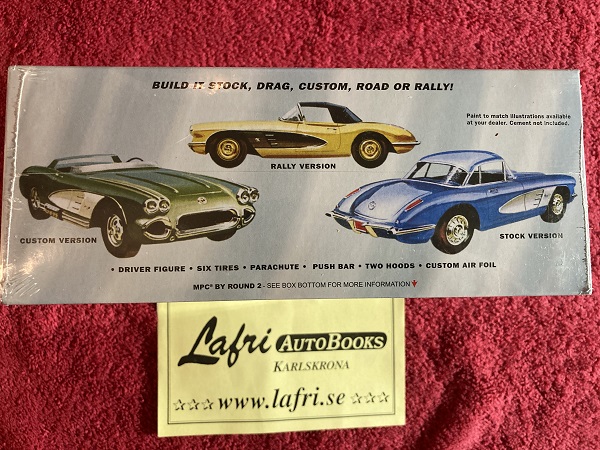 BUILD IT STOCK, DRAG, CUSTOM, ROAD OR RALLY!
Paint to match illustrations available
at your dealer. Cement not included.
RALLY VERSION
CUSTOM VERSION
STOCK VERSION
• DRIVER FIGURE • SIX TIRES • PARACHUTE • PUSH BAR • TWO HOODS • CUSTOM AIR FOIL
MPC® BY ROUND 2 - SEE BOX BOTTOM FOR MORE INFORMATION
Lafri AUTOBOOKS
KARLSKRONA
☆☆☆ www.lafri.se ☆☆☆